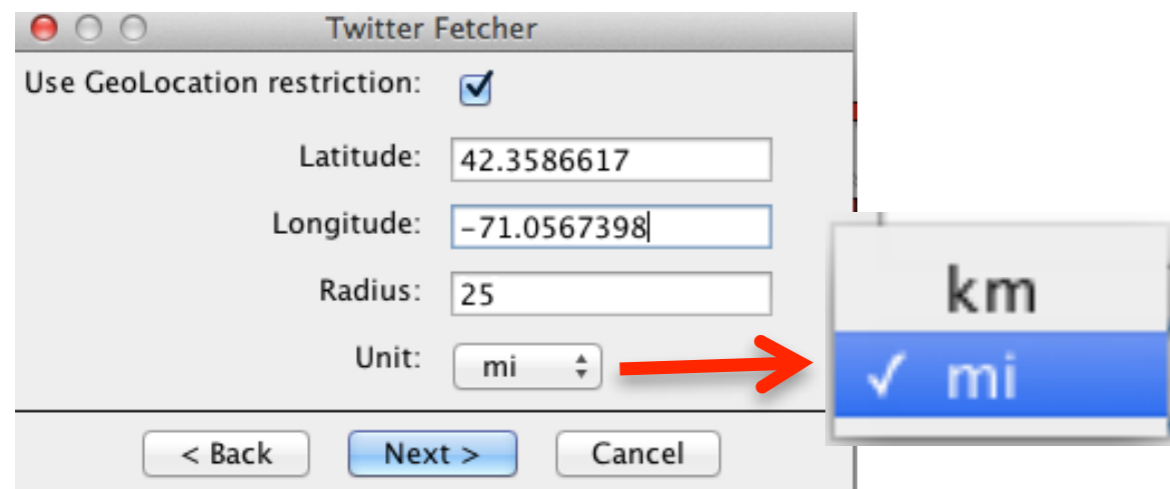 Twitter Fetcher
Use GeoLocation restriction:
Latitude: 42.3586617
Longitude: -71.0567398
Radius: 25
Unit: mi
km
✓ mi
< Back Next > Cancel